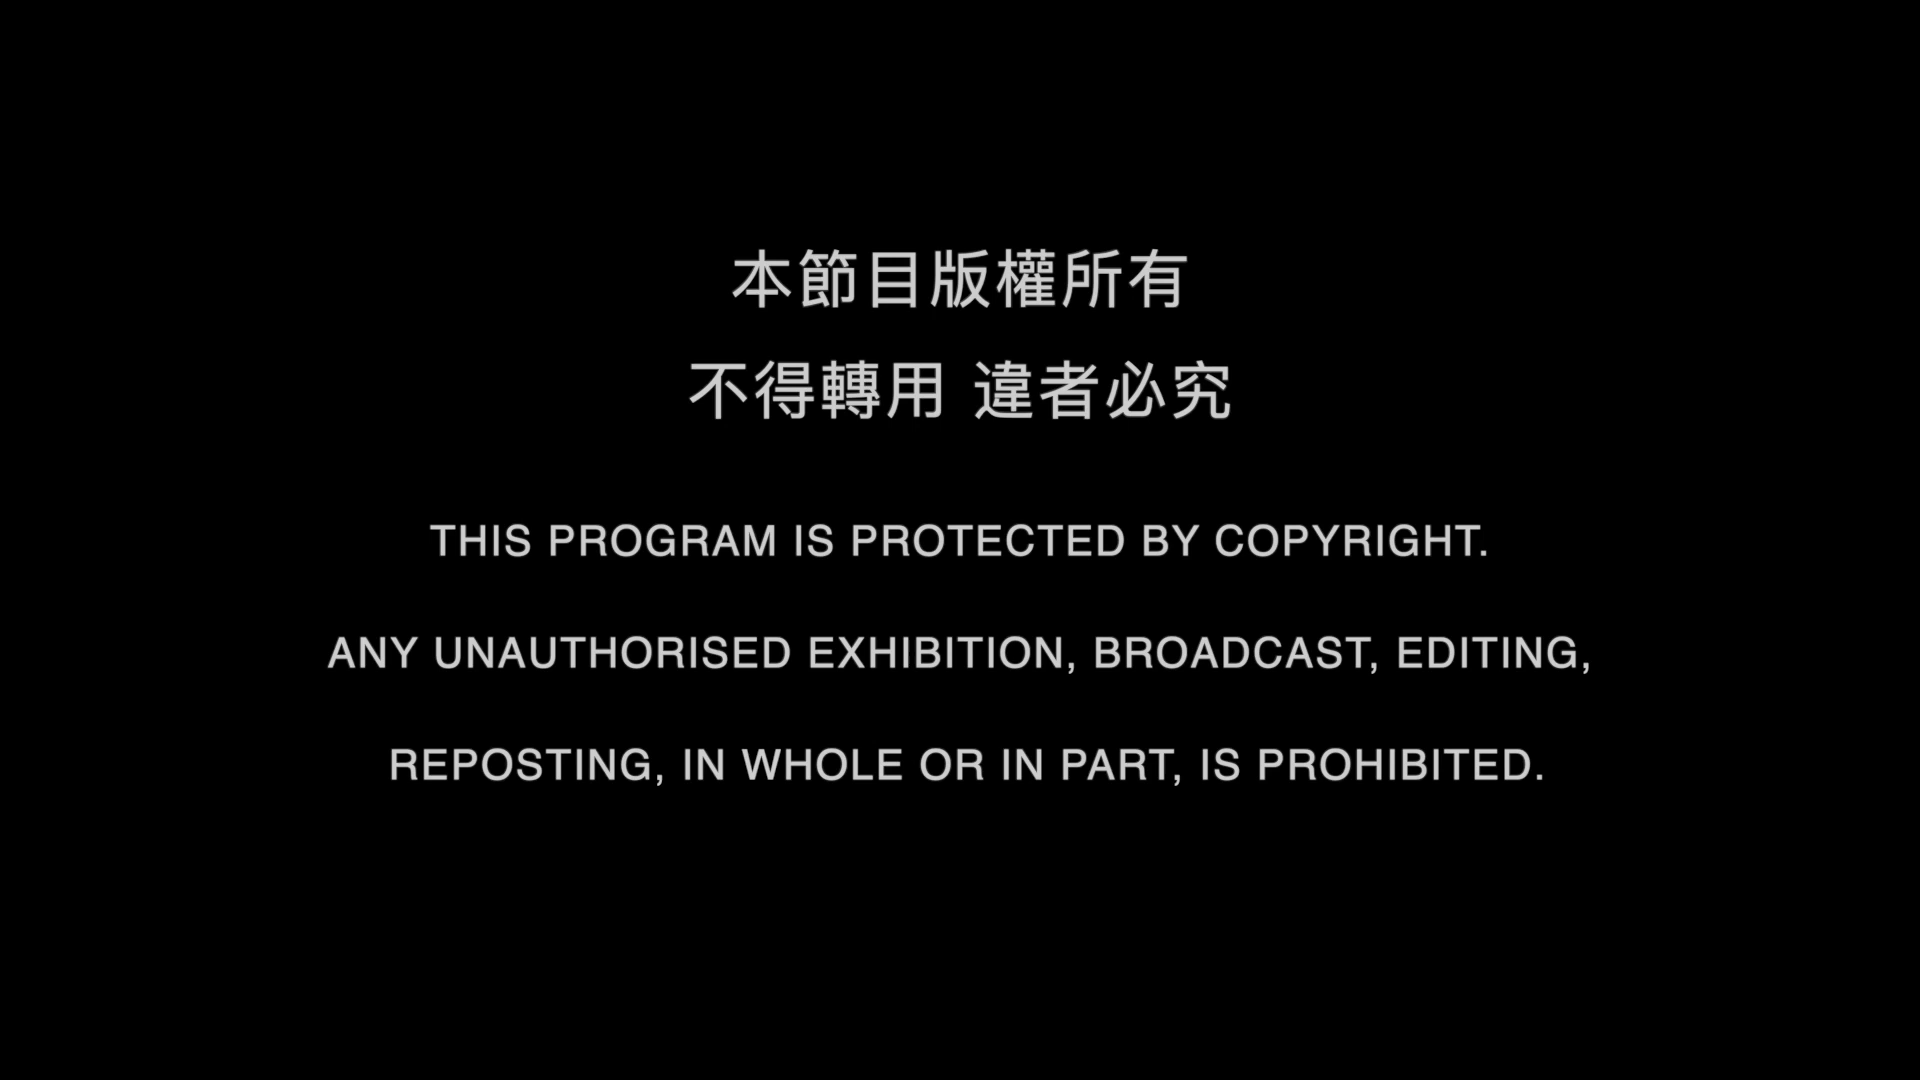 本節目版權所有
不得轉用 違者必究
THIS PROGRAM IS PROTECTED BY COPYRIGHT.
ANY UNAUTHORISED EXHIBITION, BROADCAST, EDITING,
REPOSTING, IN WHOLE OR IN PART, IS PROHIBITED.